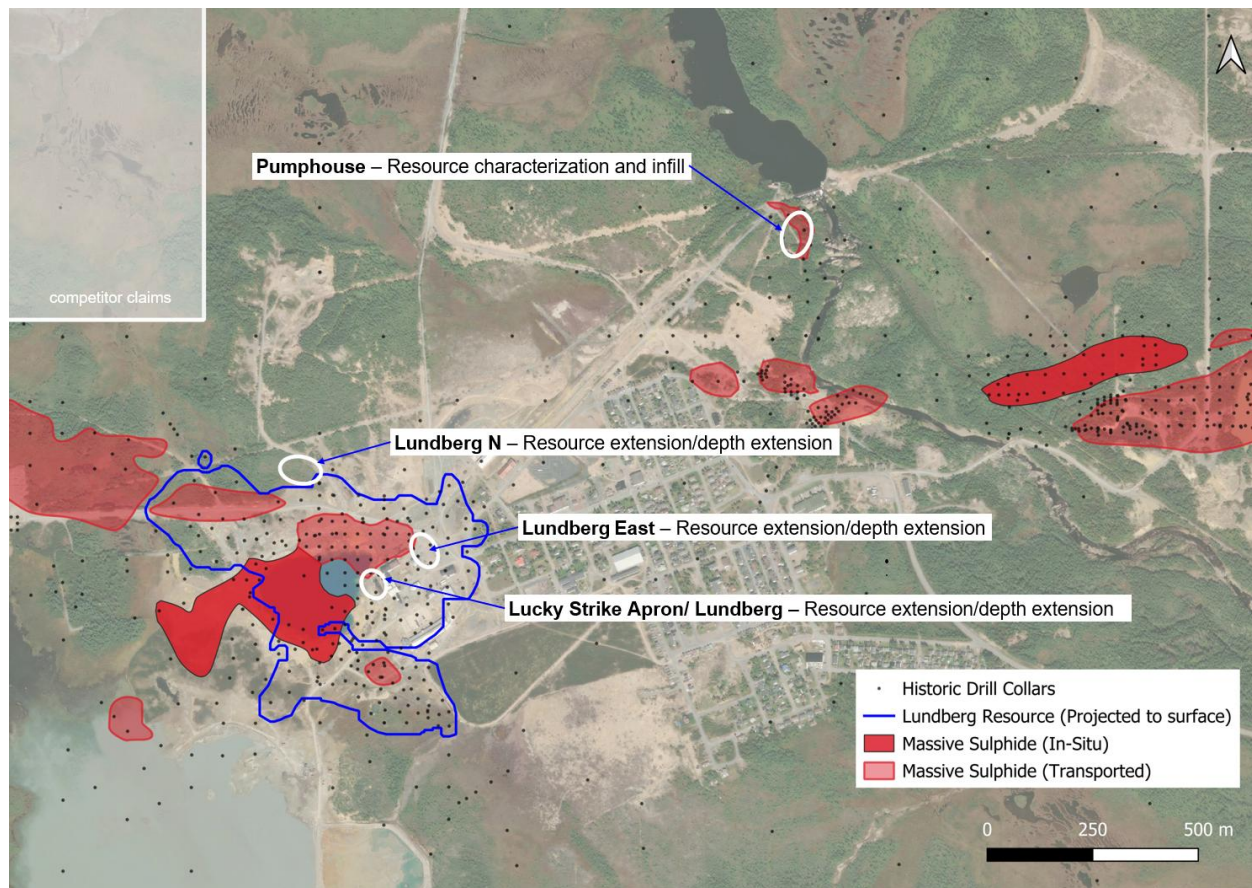 Pumphouse – Resource characterization and infill
competitor claims
Lundberg N – Resource extension/depth extension
Lundberg East – Resource extension/depth extension
Lucky Strike Apron/ Lundberg – Resource extension/depth extension
Historic Drill Collars
Lundberg Resource (Projected to surface)
Massive Sulphide (In-Situ)
Massive Sulphide (Transported)
0 250 500 m